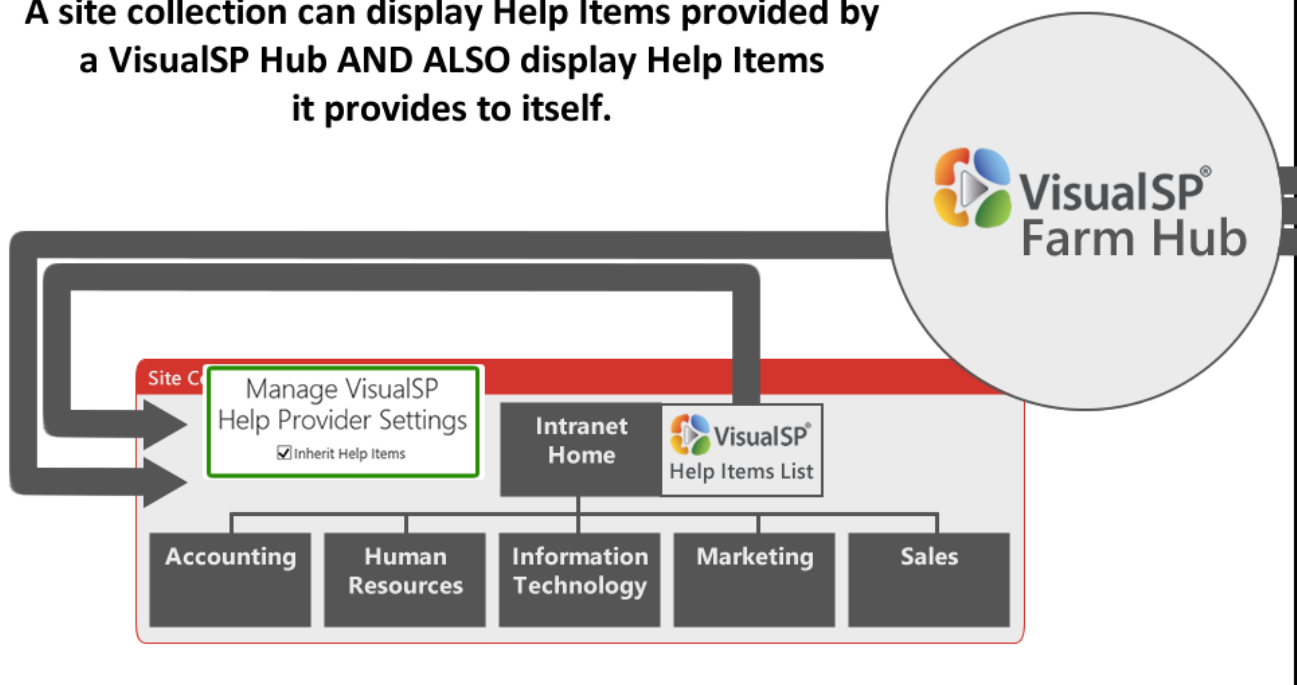 A site collection can display Help Items provided by
a VisualSP Hub AND ALSO display Help Items
it provides to itself.
VisualSP®
Farm Hub
Site
Manage VisualSP
Help Provider Settings
Inherit Help Items
Intranet
Home
VisualSP®
Help Items List
Accounting
Human
Resources
Information
Technology
Marketing
Sales